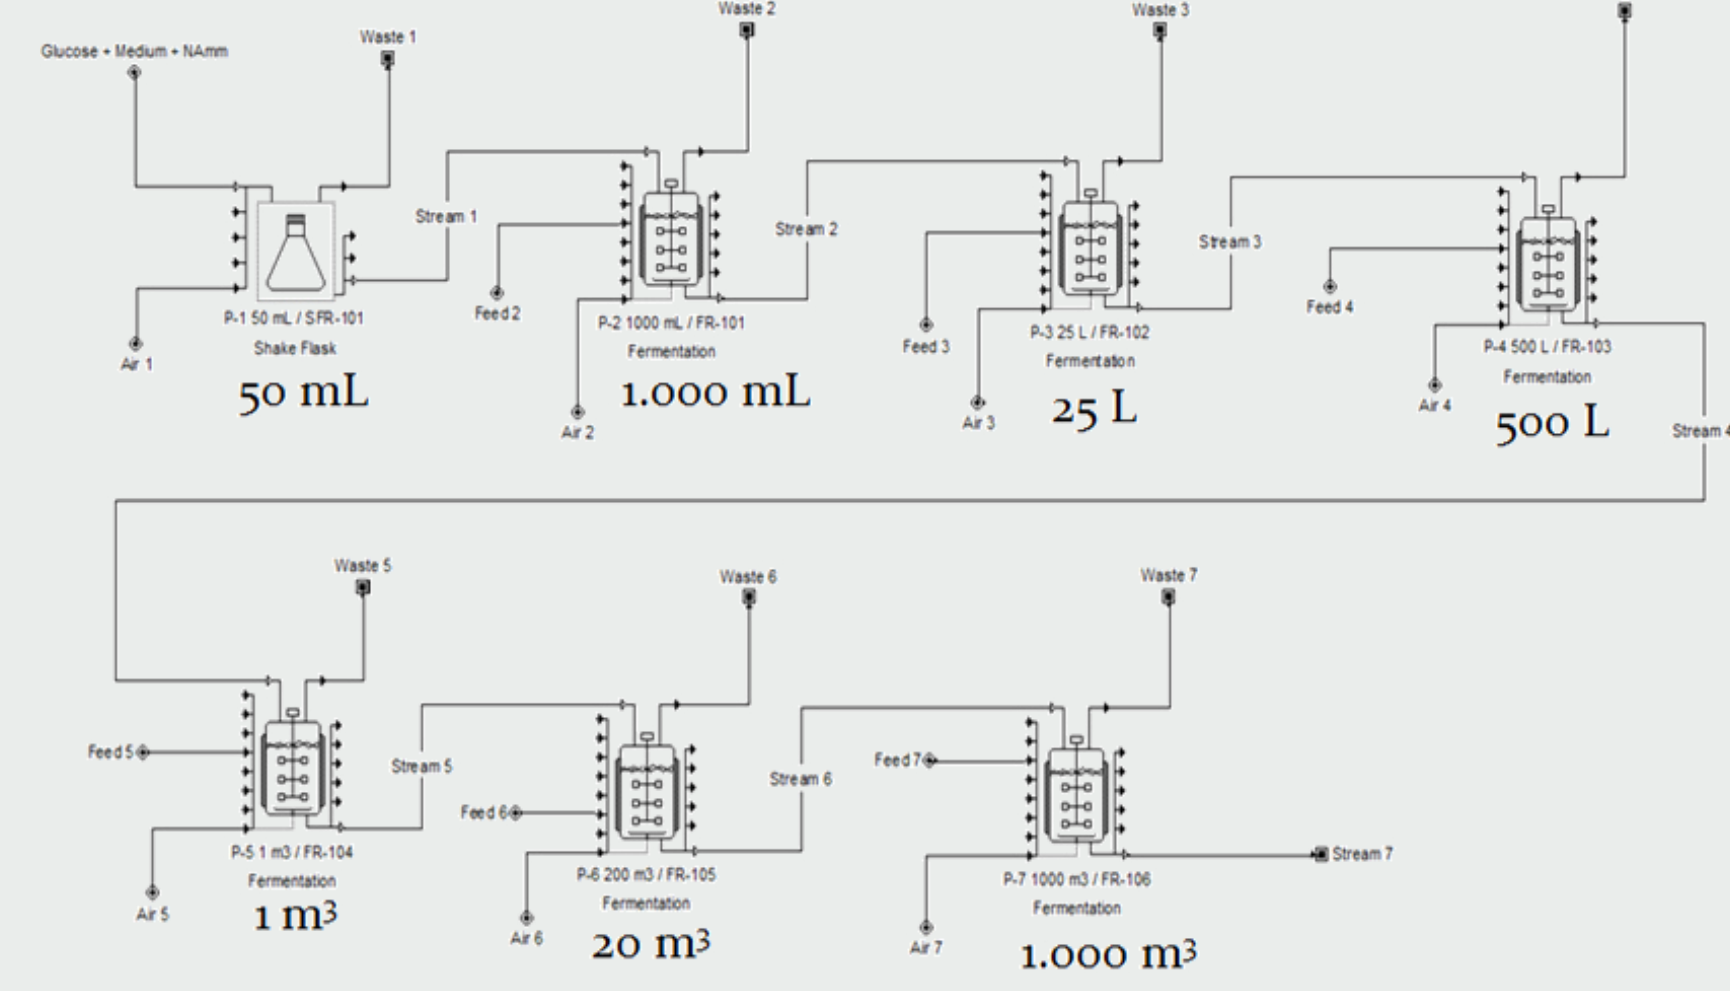 Waste 2
Waste 3
Waste 1
Glucose + Medium + NAmm
Stream 1
Stream 2
Stream 3
Feed 2
Feed 3
Feed 4
P-1 50 mL / SFR-101
Shake Flask
Air 1
50 mL
P-2 1000 mL / FR-101
Fermentation
1.000 mL
Air 2
P-3 25 L / FR-102
Fermentation
25 L
Air 3
P-4 500 L / FR-103
Fermentation
500 L
Air 4
Stream 4
Waste 5
Waste 6
Waste 7
Feed 5
Stream 5
Feed 6
Stream 6
Feed 7
Stream 7
P-5 1 m3 / FR-104
Fermentation
1 m³
Air 5
P-6 200 m3 / FR-105
Fermentation
20 m³
Air 6
P-7 1000 m3 / FR-106
Fermentation
1.000 m³
Air 7